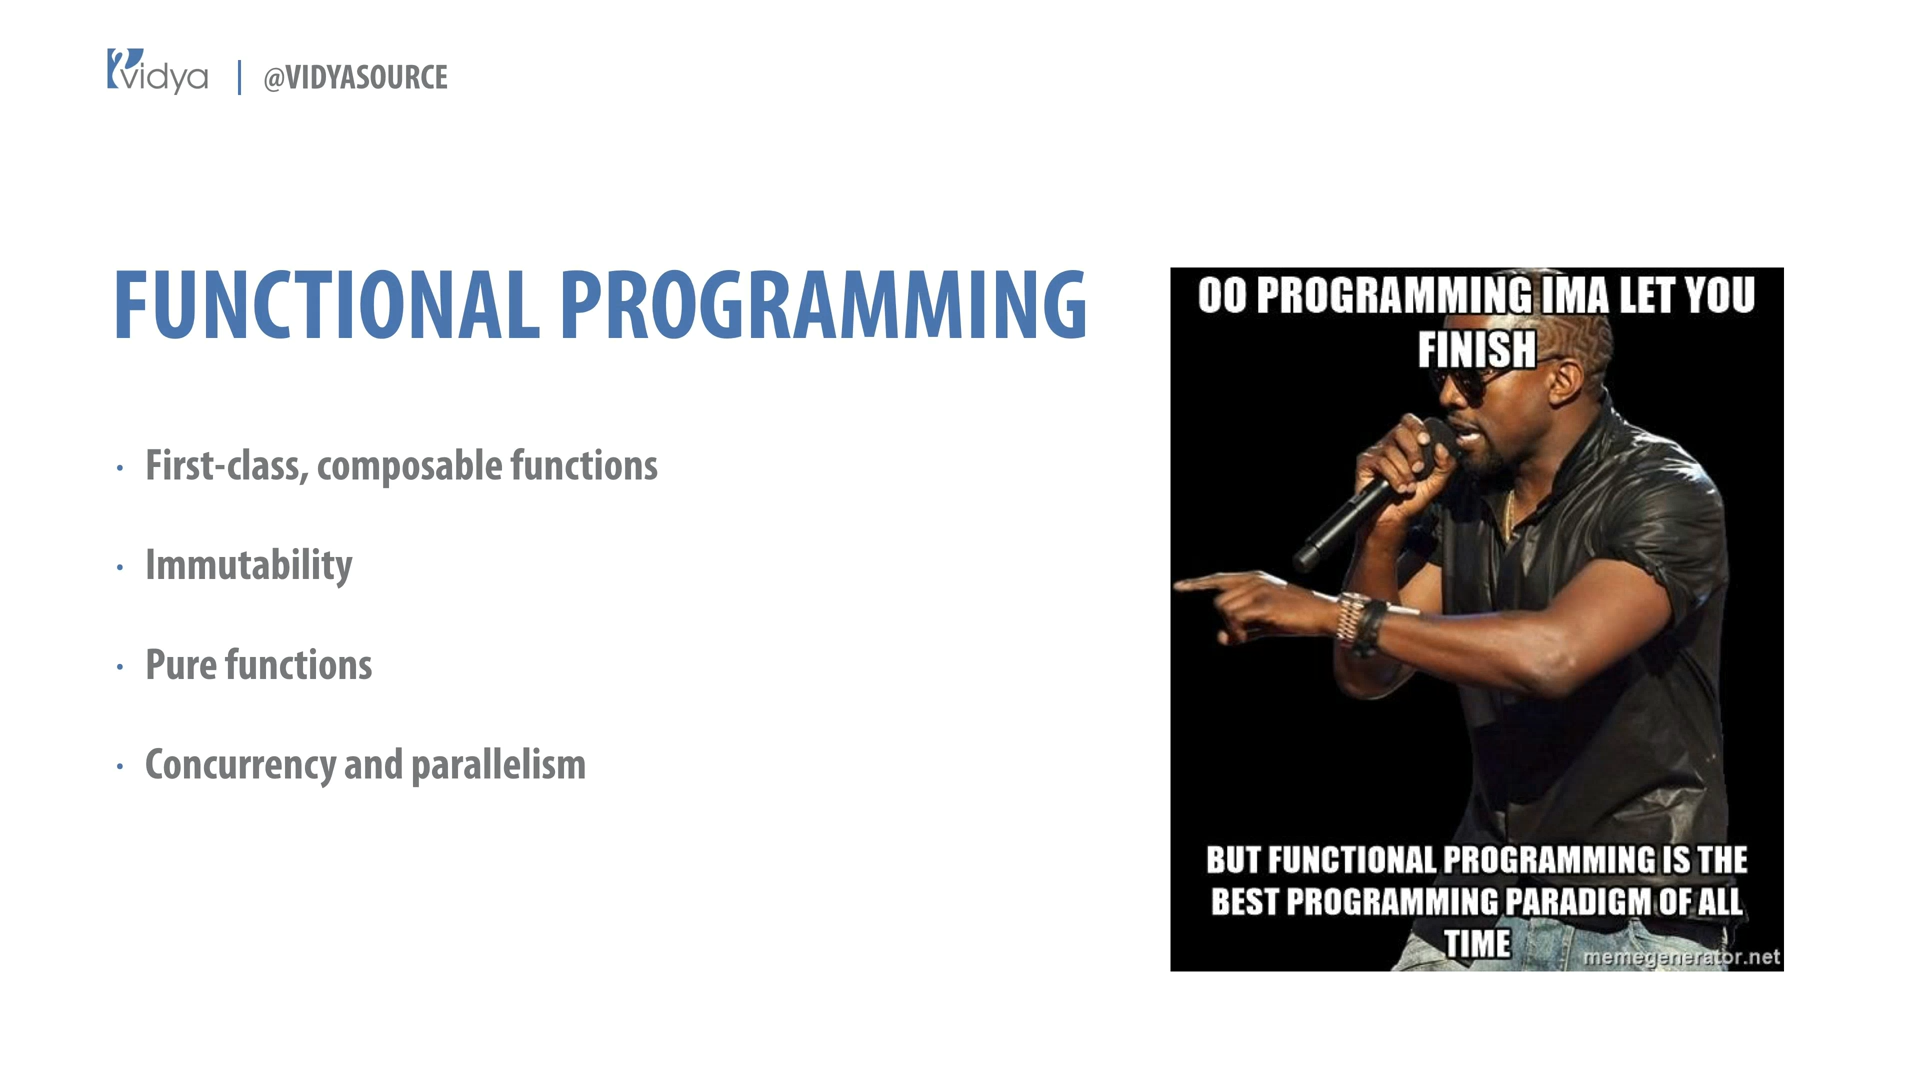 vidya | @VIDYASOURCE
FUNCTIONAL PROGRAMMING
· First-class, composable functions
· Immutability
· Pure functions
· Concurrency and parallelism
OO PROGRAMMING IMA LET YOU
FINISH
BUT FUNCTIONAL PROGRAMMING IS THE
BEST PROGRAMMING PARADIGM OF ALL
TIME
memegenerator.net